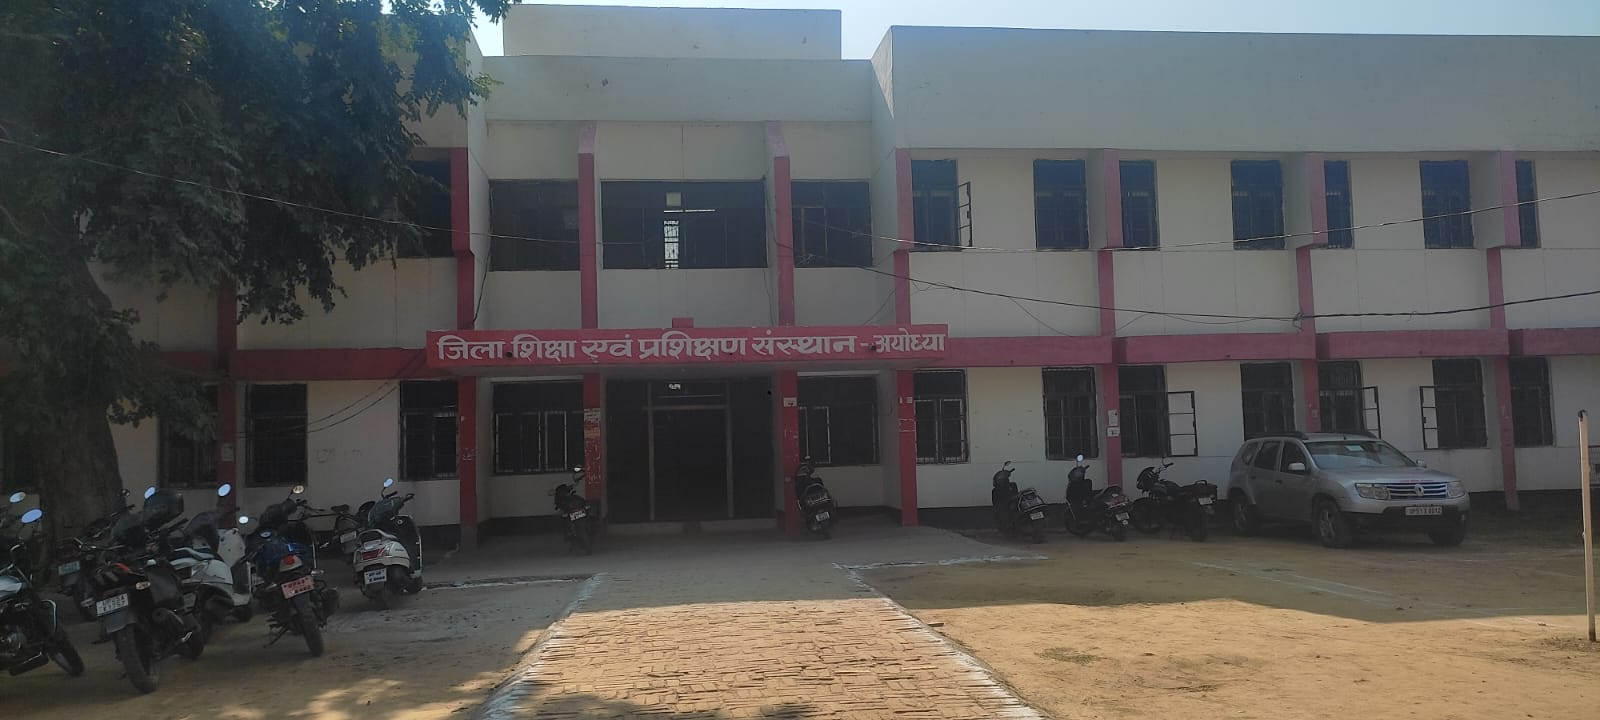 जिला शिक्षा एवं प्रशिक्षण संस्थान - अयोध्या